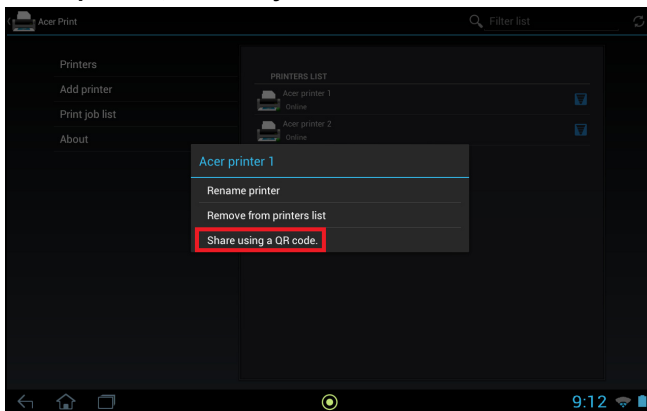 Acer Print
Filter list
Printers
Add printer
Print job list
About
PRINTERS LIST
Acer printer 1
Online
Acer printer 2
Online
Acer printer 1
Rename printer
Remove from printers list
Share using a QR code.
9:12